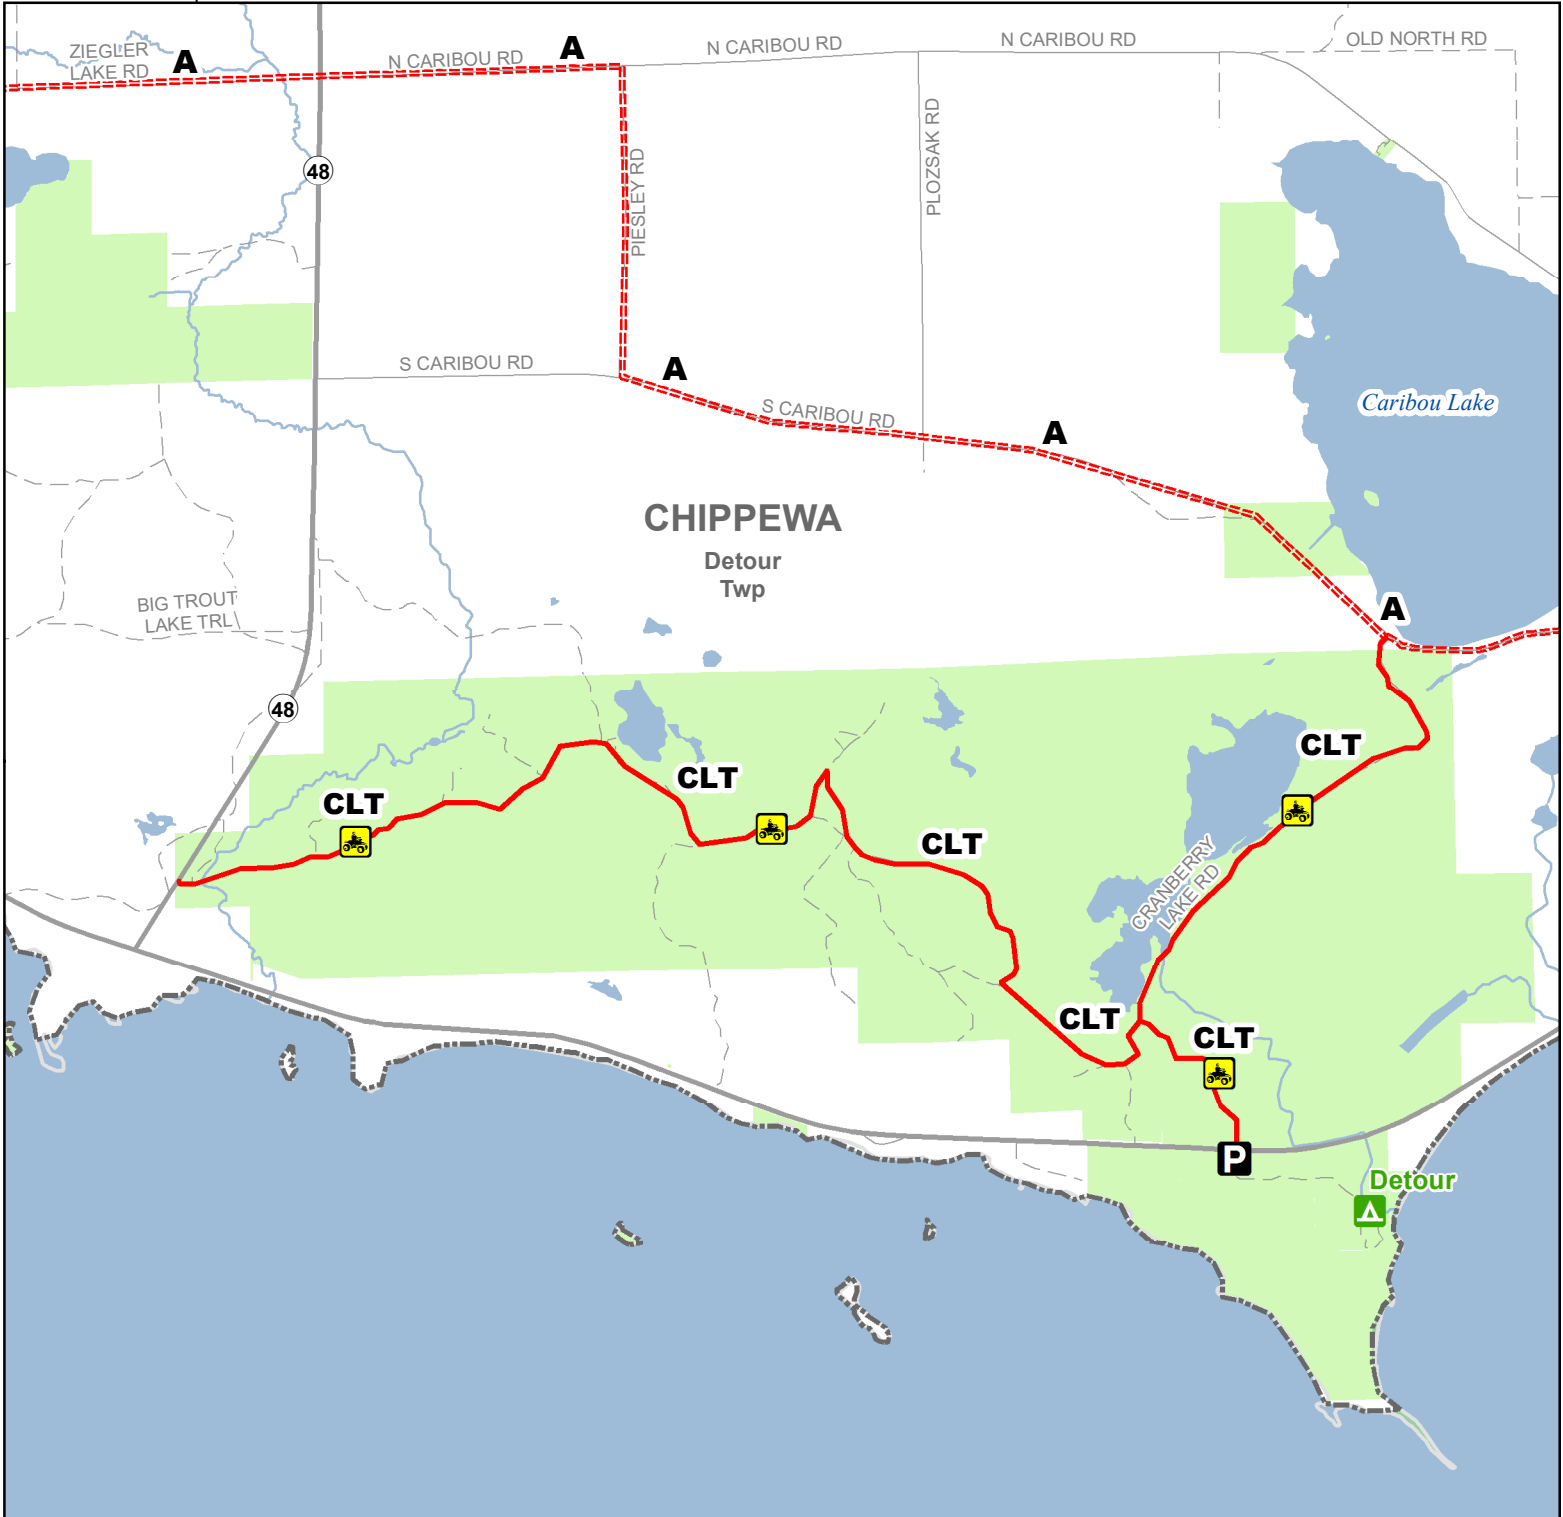 ZIEGLER
LAKE RD
A
N CARIBOU RD
A
N CARIBOU RD
N CARIBOU RD
OLD NORTH RD
48
PIESLEY RD
PLOZSAK RD
S CARIBOU RD
A
S CARIBOU RD
A
Caribou Lake
CHIPPEWA
Detour
Twp
BIG TROUT
LAKE TRL
A
48
CLT
CLT
CLT
CLT
CRANBERRY
LAKE RD
CLT
CLT
P
Detour